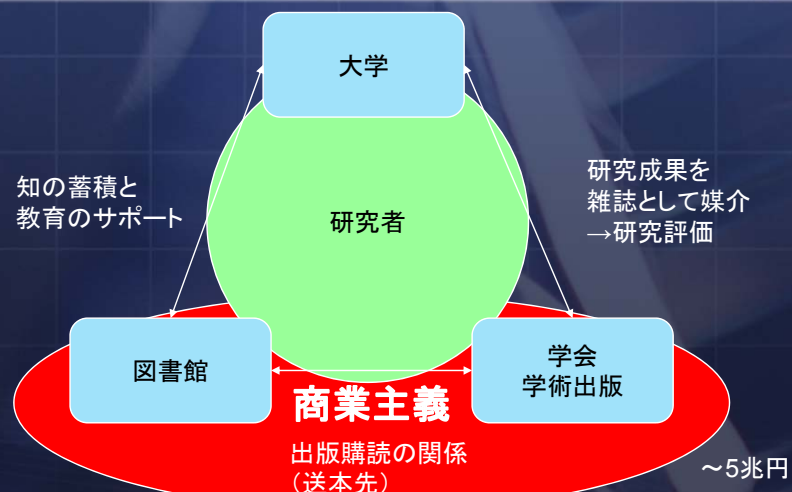 大学
知の蓄積と
教育のサポート
研究者
研究成果を
雑誌として媒介
→研究評価
図書館
学会
学術出版
商業主義
出版購読の関係
（送本先）
～5兆円